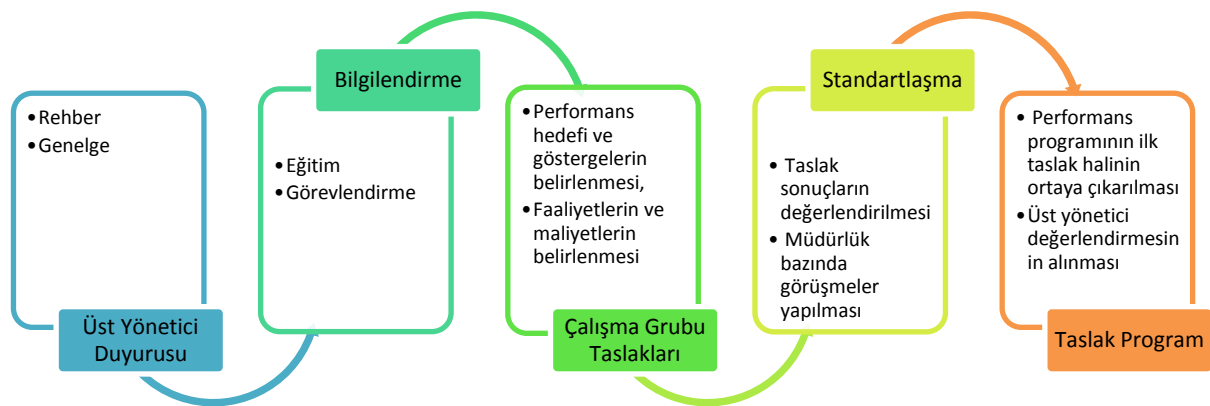 •Rehber
•Genelge
Üst Yönetici
Duyurusu
Bilgilendirme
•Eğitim
•Görevlendirme
•Performans
hedefi ve
göstergelerin
belirlenmesi,
•Faaliyetlerin ve
maliyetlerin
belirlenmesi
Çalışma Grubu
Taslakları
Standartlaşma
• Taslak
sonuçların
değerlendirilmesi
• Müdürlük
bazında
görüşmeler
yapılması
• Performans
programının ilk
taslak halinin
ortaya çıkarılması
•Üst yönetici
değerlendirmesin
in alınması
Taslak Program